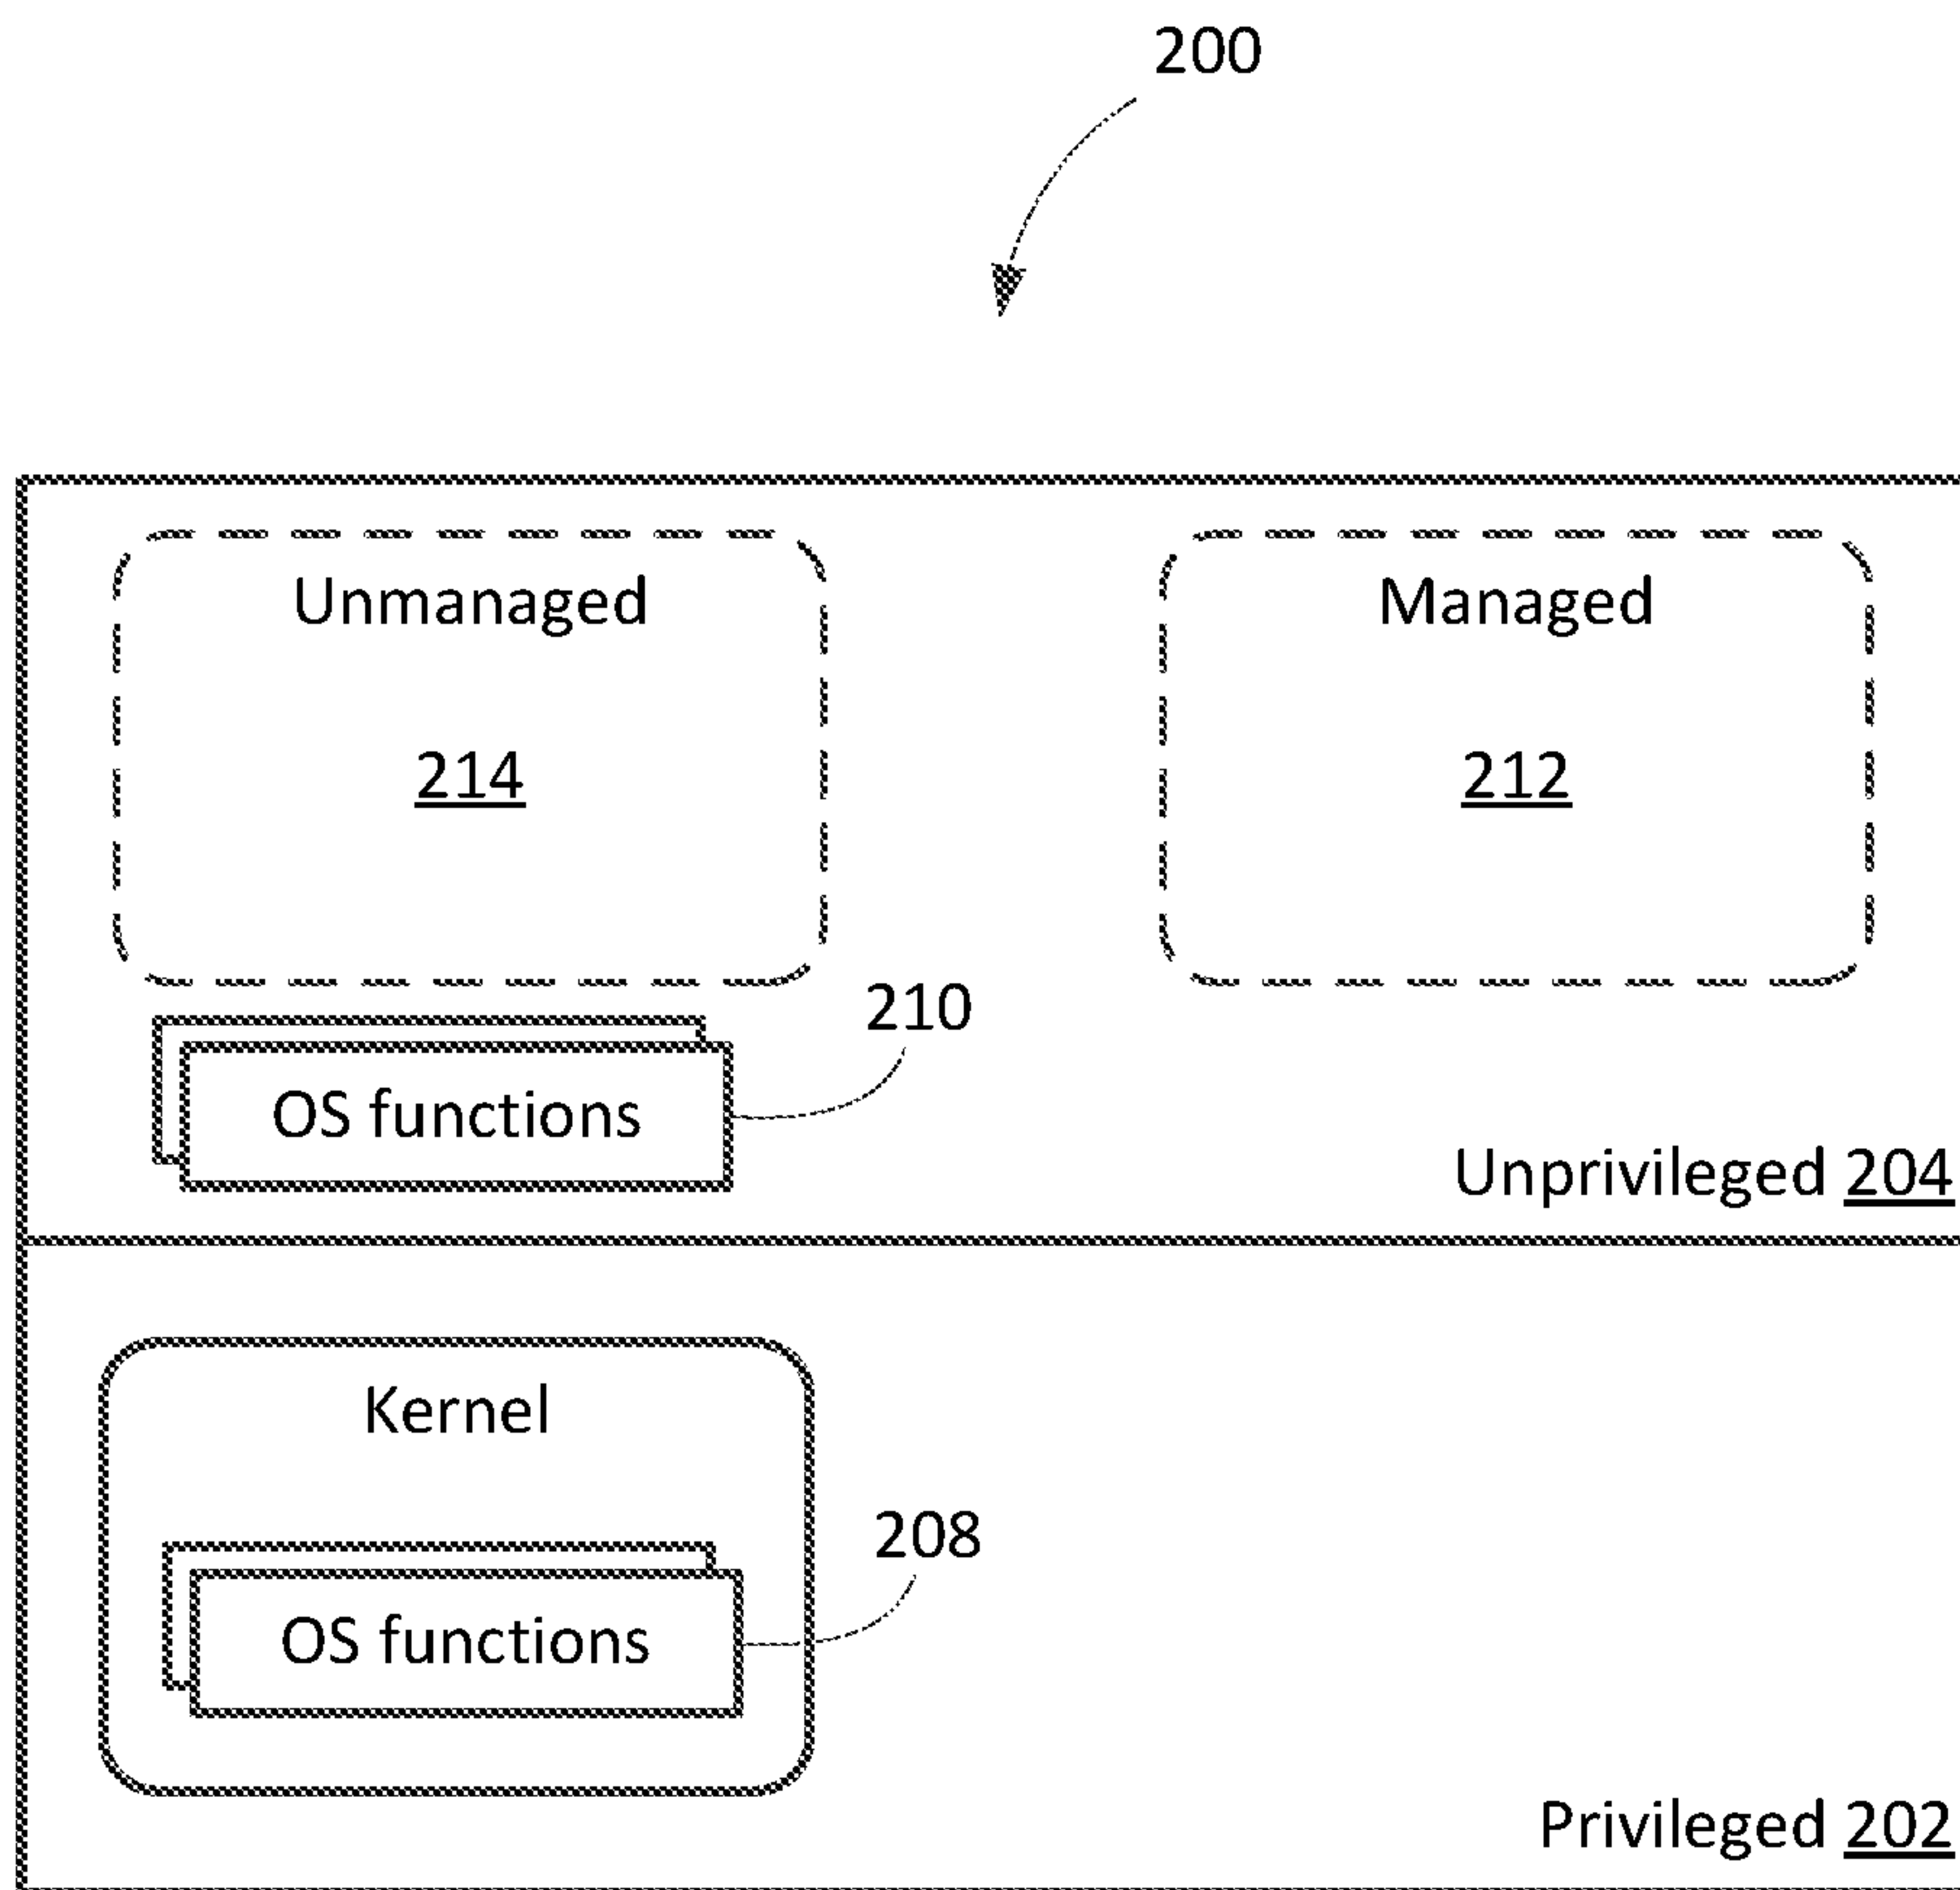 200
Unmanaged
Managed
214
212
210
OS functions
Unprivileged 204
Kernel
208
OS functions
Privileged 202